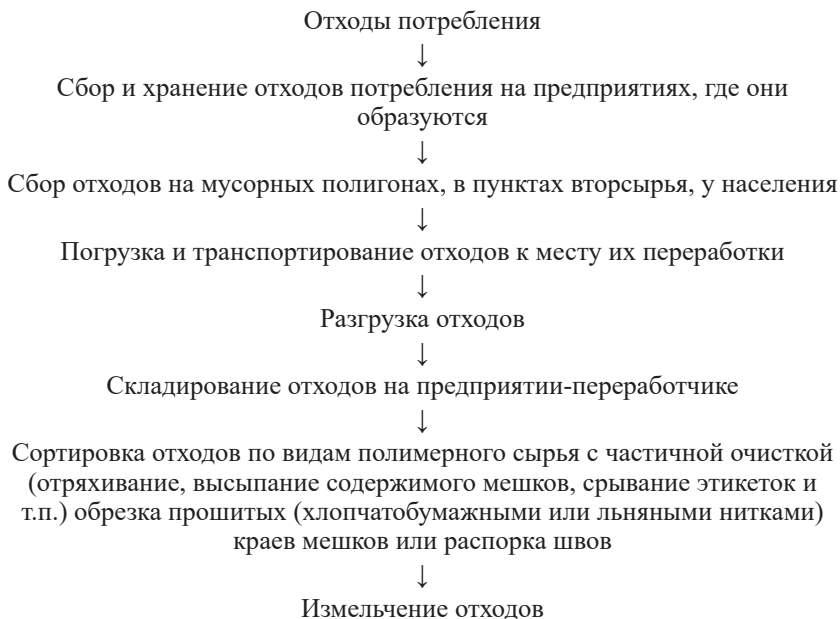 Отходы потребления
↓
Сбор и хранение отходов потребления на предприятиях, где они
образуются
↓
Сбор отходов на мусорных полигонах, в пунктах вторсырья, у населения
↓
Погрузка и транспортирование отходов к месту их переработки
↓
Разгрузка отходов
↓
Складирование отходов на предприятии-переработчике
↓
Сортировка отходов по видам полимерного сырья с частичной очисткой
(отряхивание, высыпание содержимого мешков, срывание этикеток и
т.п.) обрезка прошитых (хлопчатобумажными или льняными нитками)
краев мешков или распорка швов
↓
Измельчение отходов